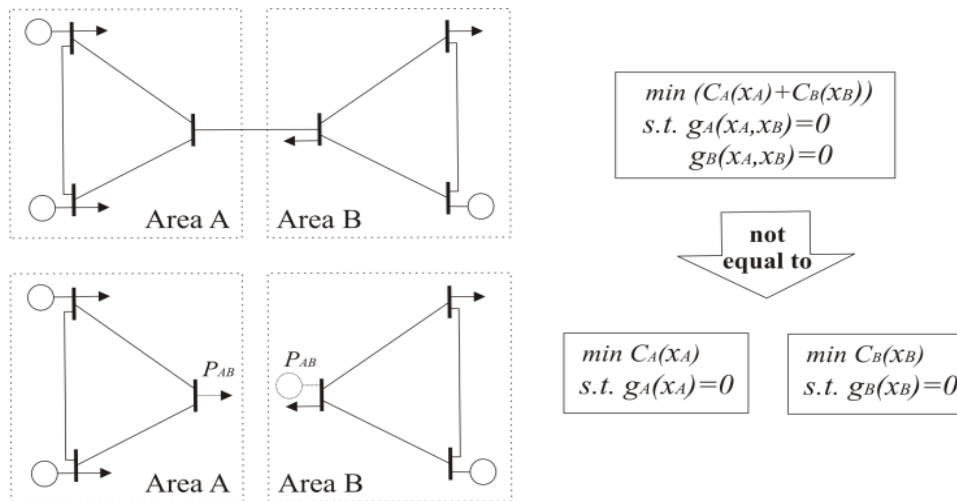 Area A
Area B
min (CA(xA)+CB(xB))
s.t. gA(xA,xB)=0
gB(xA,xB)=0
not
equal to
PAB
Area A
PAB
Area B
min CA(xA)
s.t. gA(xA)=0
min CB(xB)
s.t. gB(xB)=0